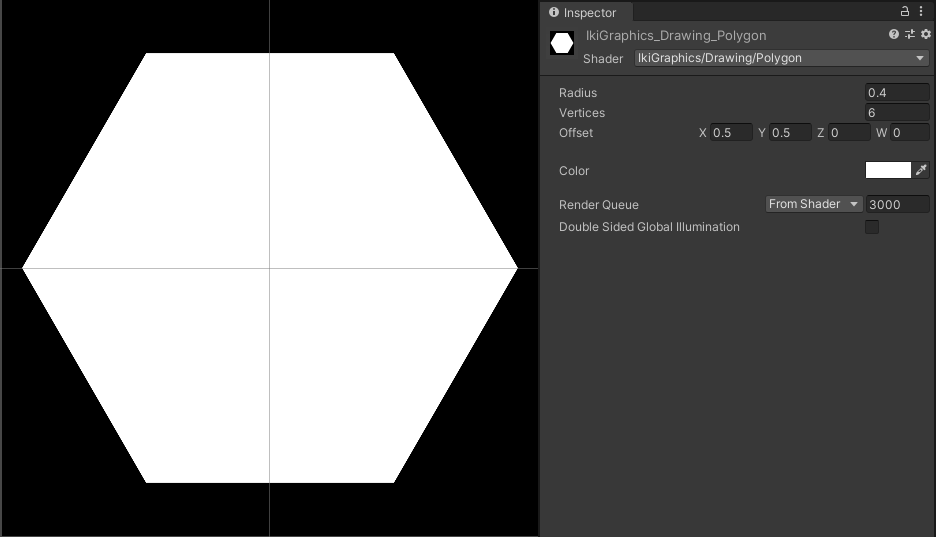 Inspector
IkiGraphics_Drawing_Polygon
Shader IkiGraphics/Drawing/Polygon
Radius 0.4
Vertices 6
Offset X 0.5 Y 0.5 Z 0 W 0
Color
Render Queue From Shader 3000
Double Sided Global Illumination